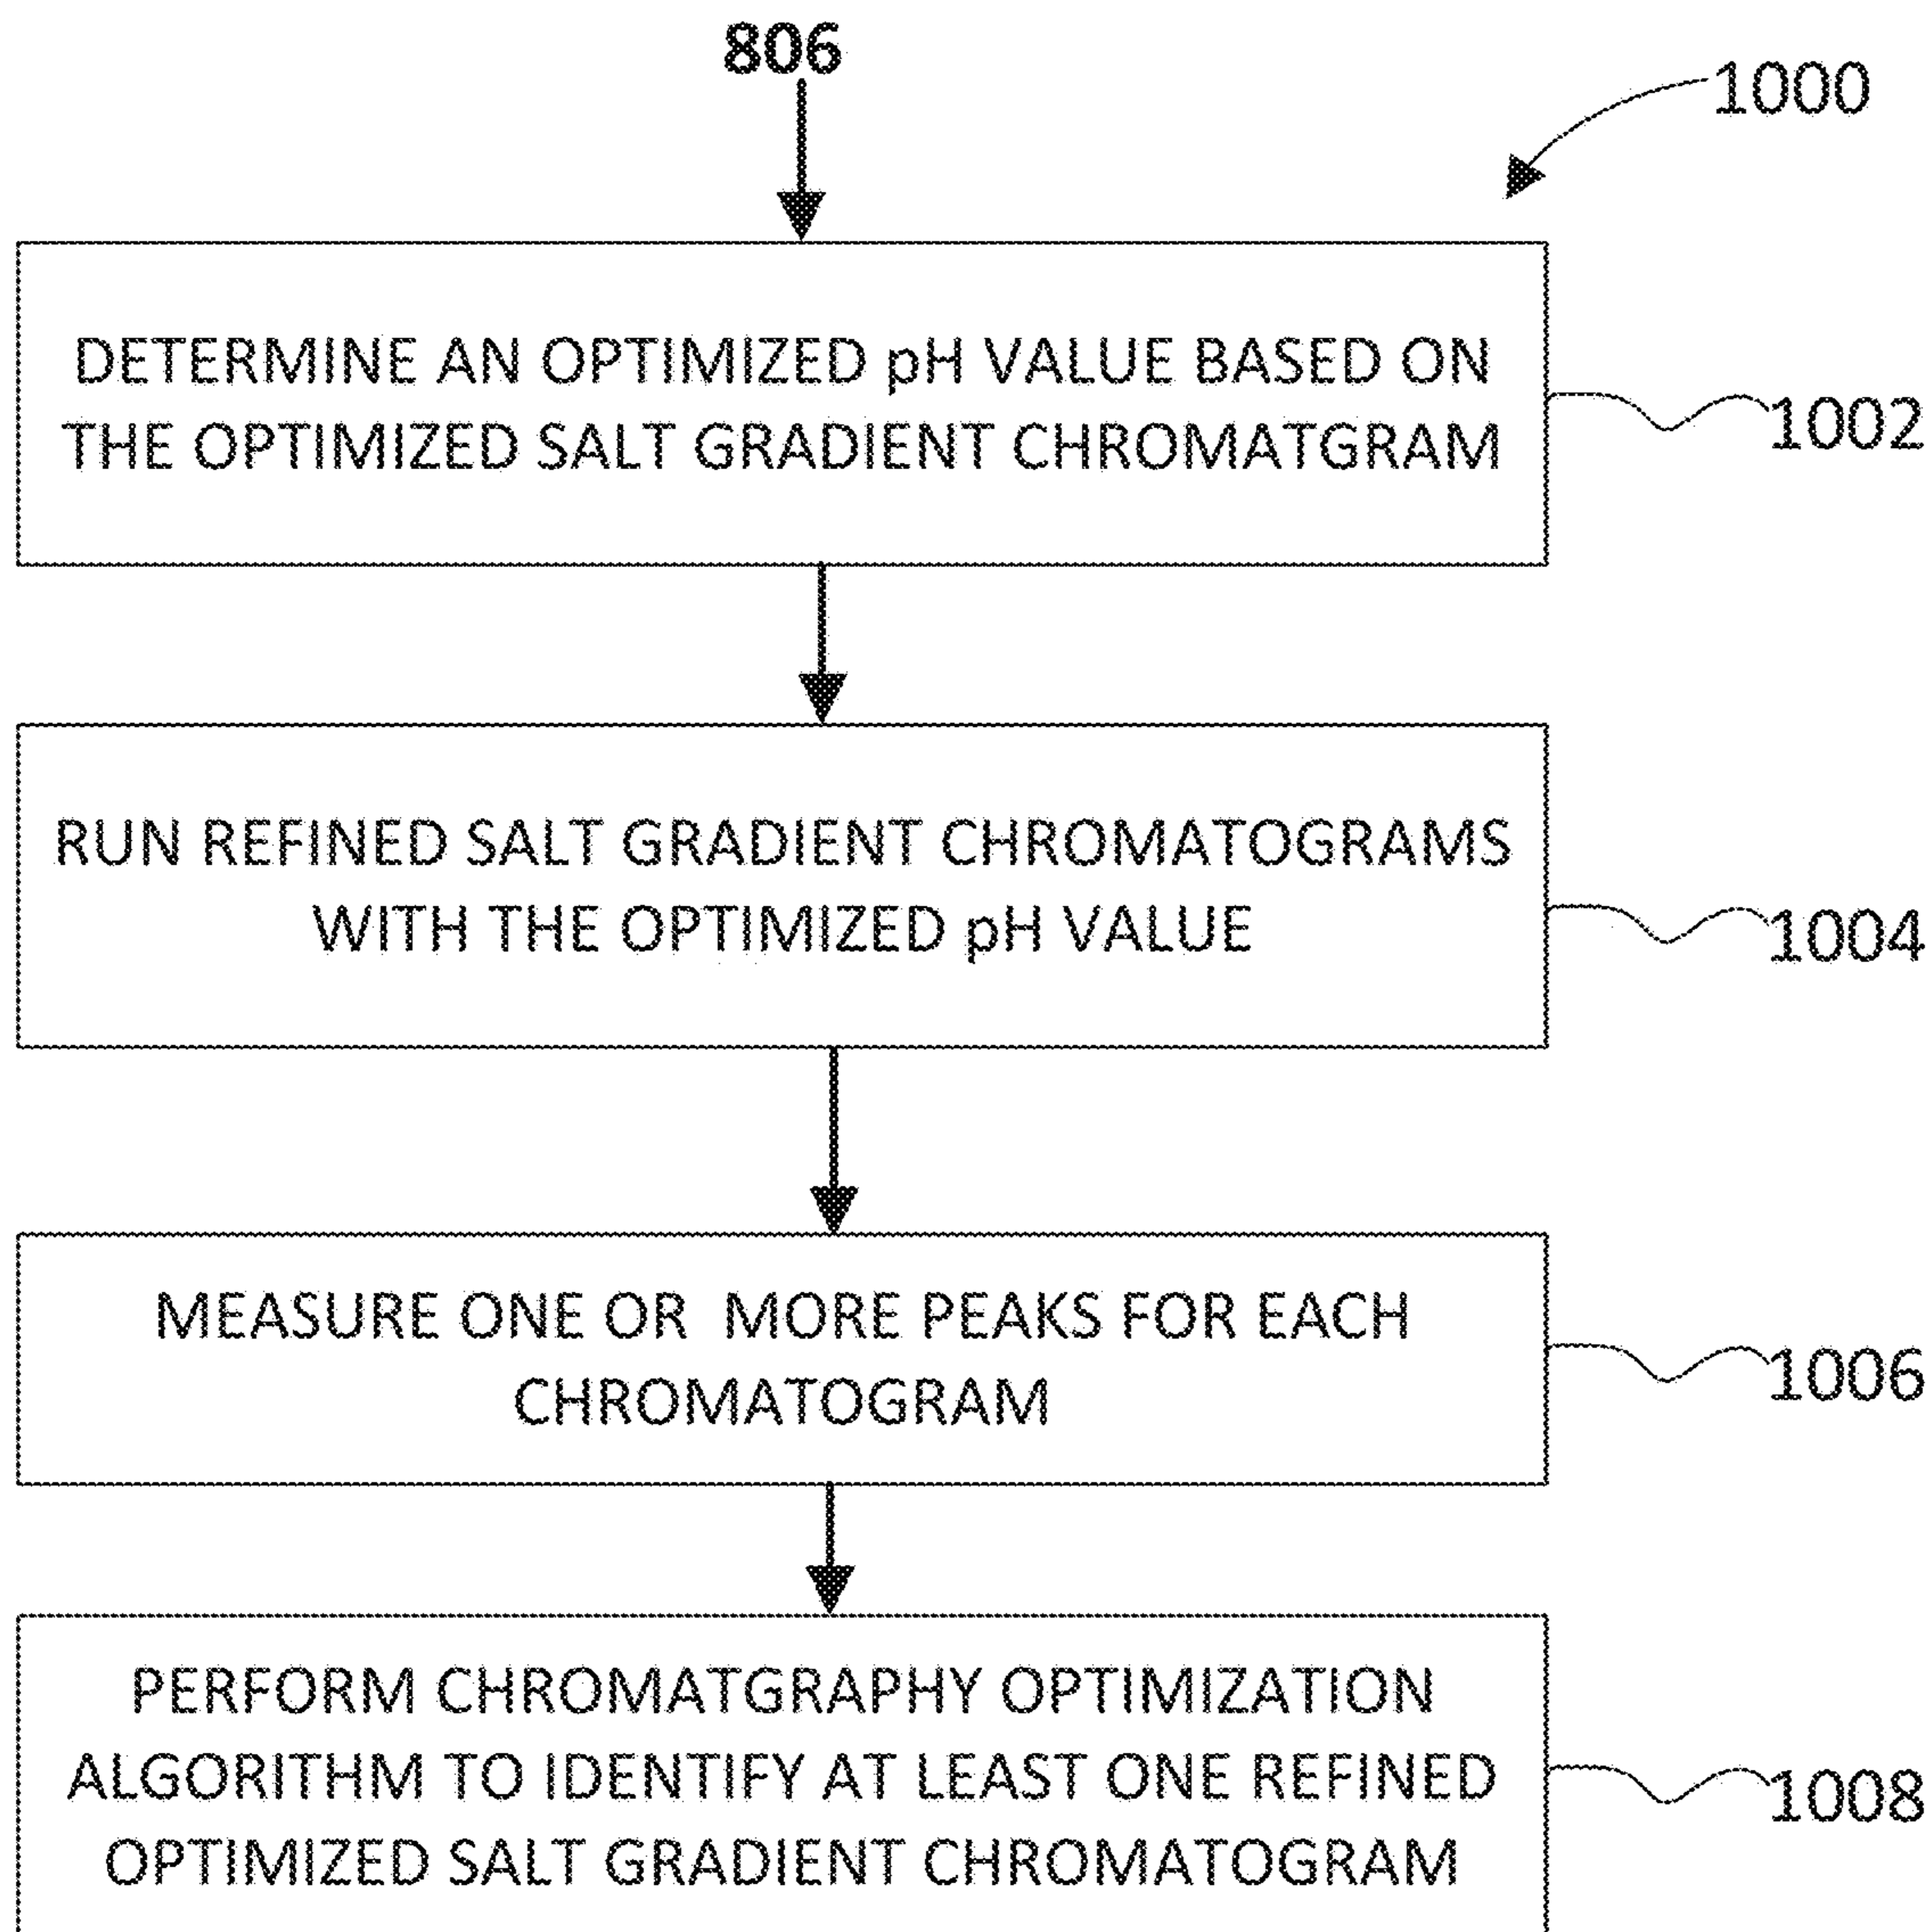 806
1000
DETERMINE AN OPTIMIZED pH VALUE BASED ON
THE OPTIMIZED SALT GRADIENT CHROMATGRAM
1002
RUN REFINED SALT GRADIENT CHROMATOGRAMS
WITH THE OPTIMIZED pH VALUE
1004
MEASURE ONE OR MORE PEAKS FOR EACH
CHROMATOGRAM
1006
PERFORM CHROMATGRAPHY OPTIMIZATION
ALGORITHM TO IDENTIFY AT LEAST ONE REFINED
OPTIMIZED SALT GRADIENT CHROMATOGRAM
1008